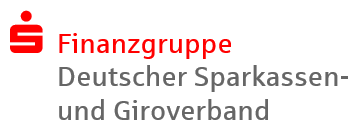 Finanzgruppe
Deutscher Sparkassen-
und Giroverband